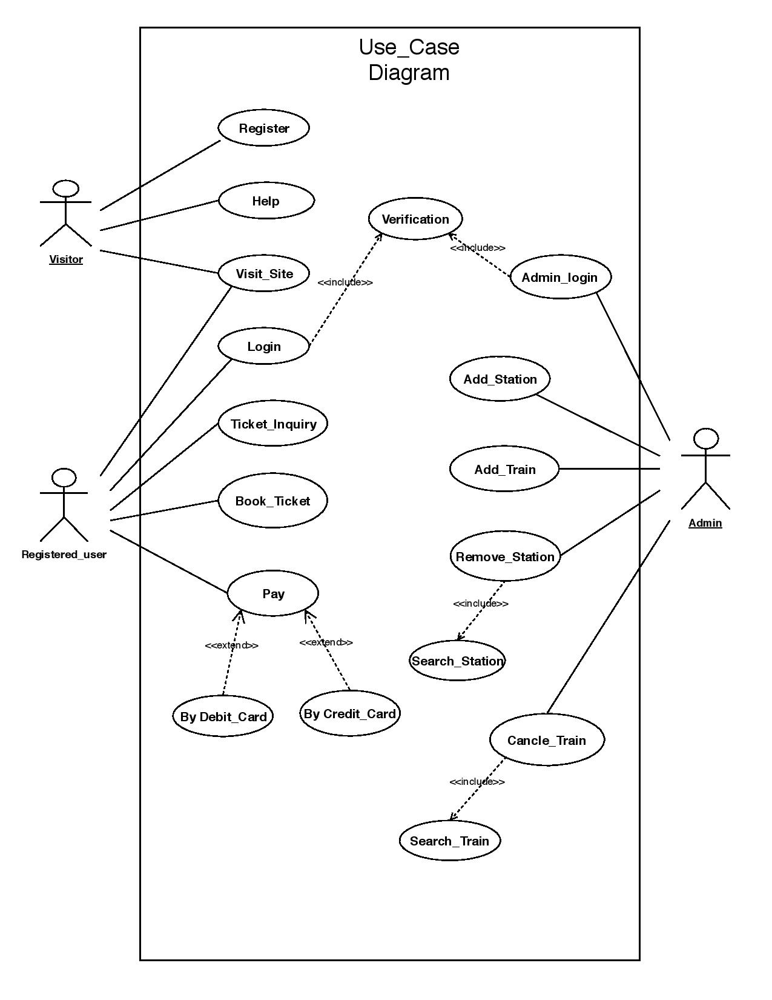 Use_Case
Diagram
Register
Help
Verification
<<include>>
Visitor
Visit_Site
Admin_login
<<include>>
Login
Add_Station
Ticket_Inquiry
Add_Train
Book_Ticket
Admin
Registered_user
Remove_Station
Pay
<<include>>
<<extend>>
<<extend>>
Search_Station
By Debit_Card
By Credit_Card
Cancle_Train
<<include>>
Search_Train